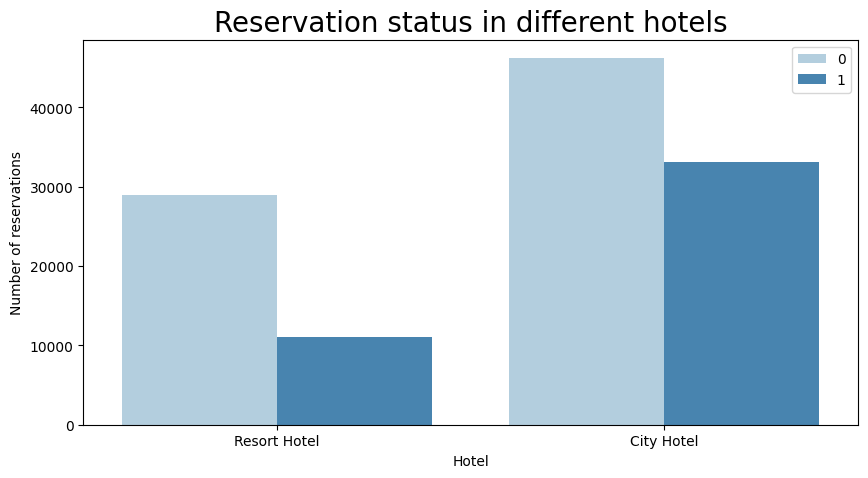 Reservation status in different hotels
0
1
Number of reservations
40000
30000
20000
10000
0
Resort Hotel
City Hotel
Hotel